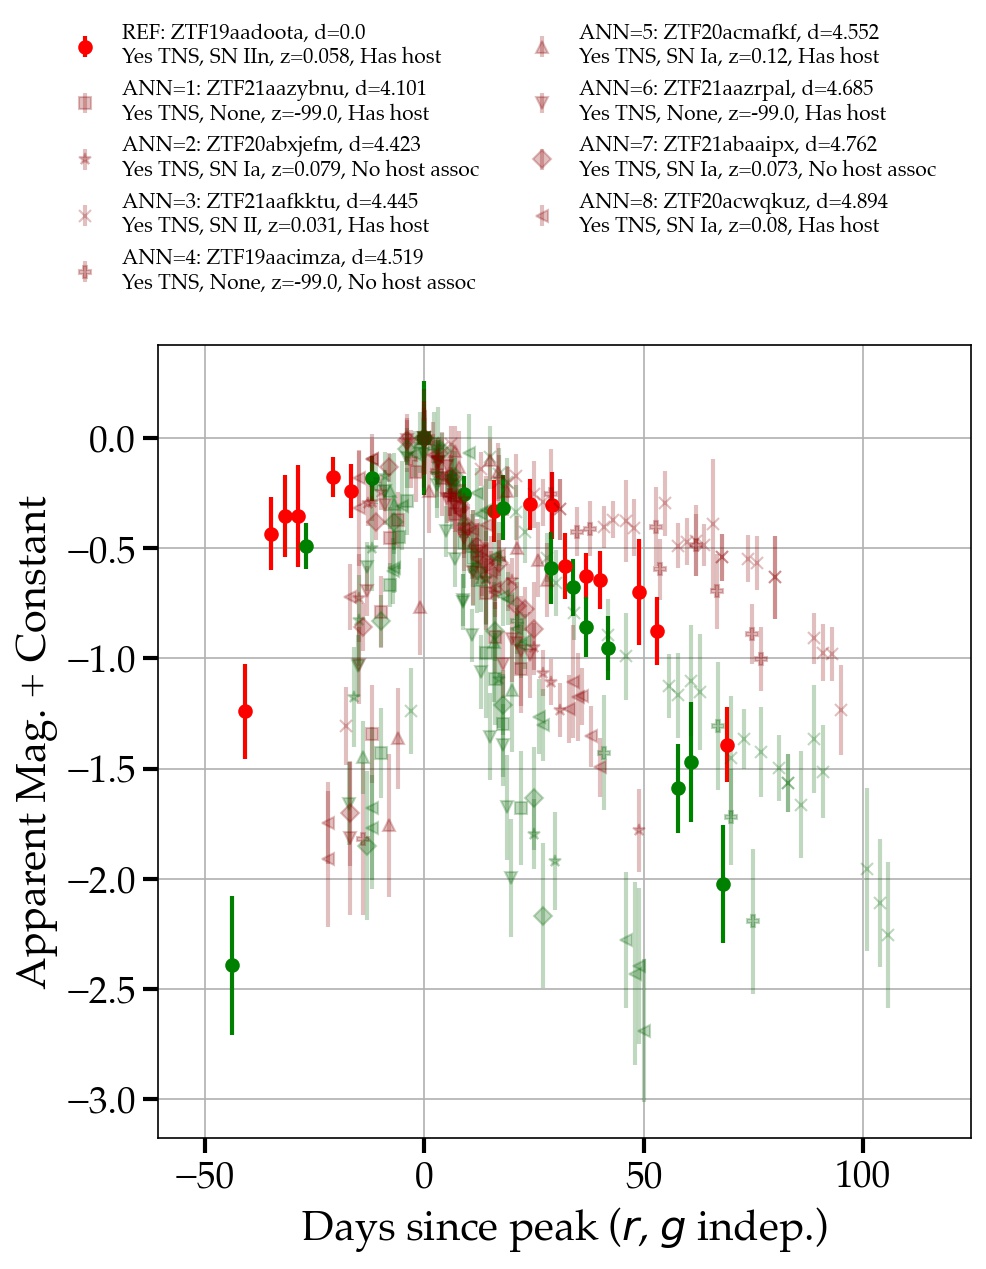 REF: ZTF19aadoota, d=0.0
Yes TNS, SN IIn, z=0.058, Has host
ANN=1: ZTF21aazybnu, d=4.101
Yes TNS, None, z=-99.0, Has host
ANN=2: ZTF20abxjefm, d=4.423
Yes TNS, SN Ia, z=0.079, No host assoc
ANN=3: ZTF21aafkktu, d=4.445
Yes TNS, SN II, z=0.031, Has host
ANN=4: ZTF19aacimza, d=4.519
Yes TNS, None, z=-99.0, No host assoc
ANN=5: ZTF20acmafkf, d=4.552
Yes TNS, SN Ia, z=0.12, Has host
ANN=6: ZTF21aazrpal, d=4.685
Yes TNS, None, z=-99.0, Has host
ANN=7: ZTF21abaaipx, d=4.762
Yes TNS, SN Ia, z=0.073, No host assoc
ANN=8: ZTF20acwqkuz, d=4.894
Yes TNS, SN Ia, z=0.08, Has host
Apparent Mag. + Constant
0.0
−0.5
−1.0
−1.5
−2.0
−2.5
−3.0
−50 0 50 100
Days since peak (r, g indep.)